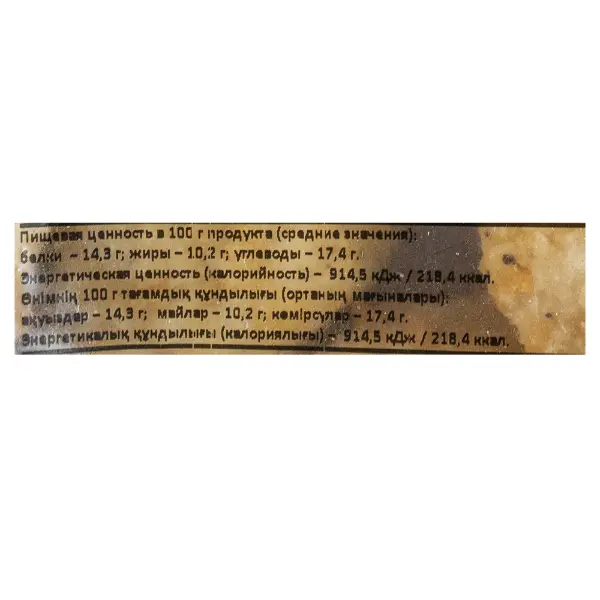 Пищевая ценность в 100 г продукта (средние значения):
белки – 14,3 г; жиры – 10,2 г; углеводы – 17,4 г.
Энергетическая ценность (калорийность) – 914,5 кДж / 218,4 ккал.
Өнімнің 100 г тағамдық құндылығы (ортаның мағыналары):
ақуыздар – 14,3 г; майлар – 10,2 г; көмірсулар – 17,4 г.
Энергетикалық құндылығы (калориялығы) – 914,5 кДж / 218,4 ккал.